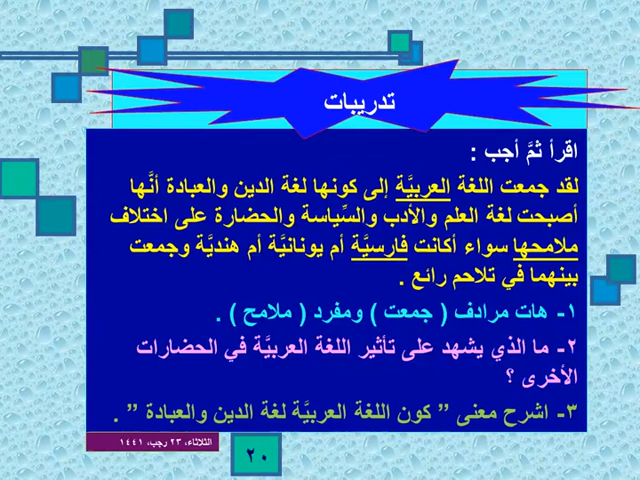 تدريبات
اقرأ ثمَّ أجب :
لقد جمعت اللغة العربيَّة إلى كونها لغة الدين والعبادة أنَّها
أصبحت لغة العلم والأدب والسِّياسة والحضارة على اختلاف
ملامحها سواء أكانت فارسيَّة أم يونانيَّة أم هنديَّة وجمعت
بينهما في تلاحم رائع .
١- هات مرادف ( جمعت ) ومفرد ( ملامح ) .
٢- ما الذي يشهد على تأثير اللغة العربيَّة في الحضارات
الأخرى ؟
٣- اشرح معنى ” كون اللغة العربيَّة لغة الدين والعبادة ” .
الثلاثاء، ٢٣ رجب، ١٤٤١
٢٠